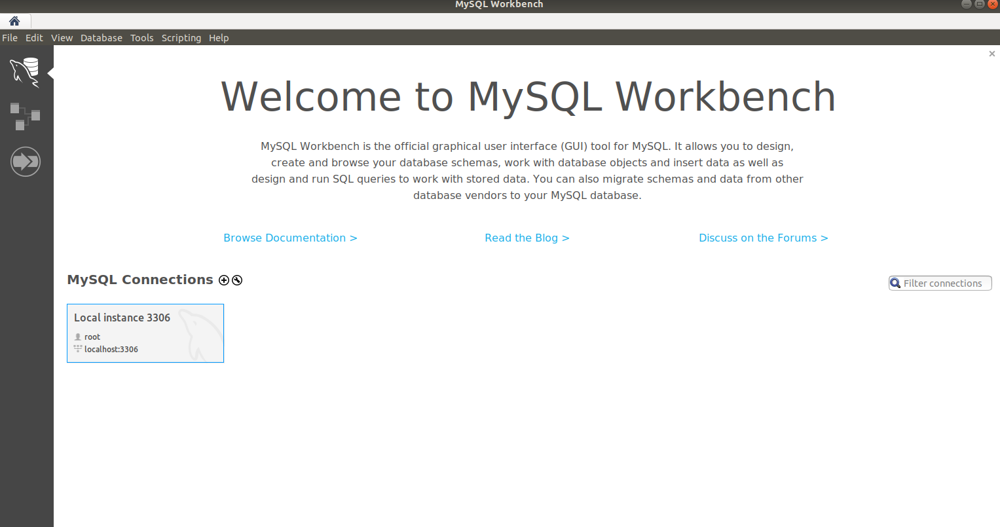 MySQL Workbench
File Edit View Database Tools Scripting Help
Welcome to MySQL Workbench
MySQL Workbench is the official graphical user interface (GUI) tool for MySQL. It allows you to design,
create and browse your database schemas, work with database objects and insert data as well as
design and run SQL queries to work with stored data. You can also migrate schemas and data from other
database vendors to your MySQL database.
Browse Documentation > Read the Blog > Discuss on the Forums >
MySQL Connections
Filter connections
Local instance 3306
root
localhost:3306